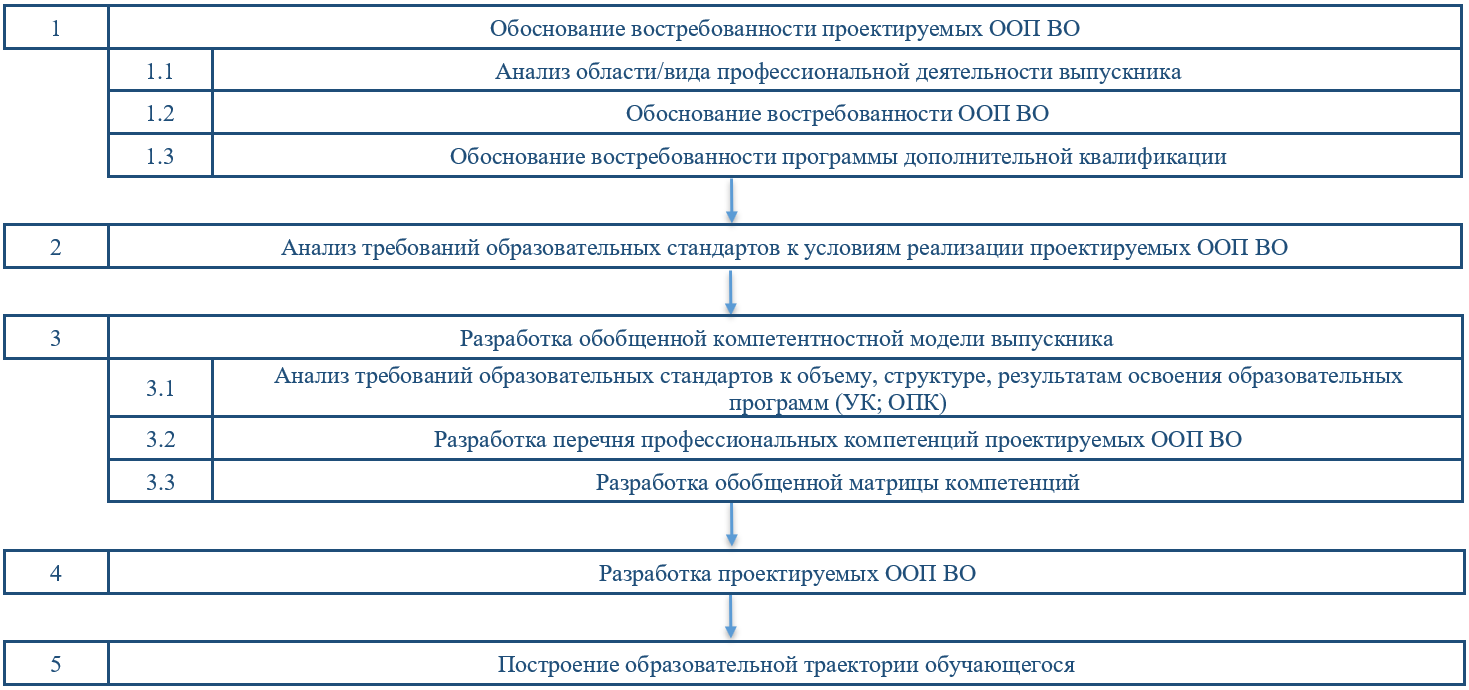 1 Обоснование востребованности проектируемых ООП ВО
1.1 Анализ области/вида профессиональной деятельности выпускника
1.2 Обоснование востребованности ООП ВО
1.3 Обоснование востребованности программы дополнительной квалификации
2 Анализ требований образовательных стандартов к условиям реализации проектируемых ООП ВО
3 Разработка обобщенной компетентностной модели выпускника
3.1 Анализ требований образовательных стандартов к объему, структуре, результатам освоения образовательных
программ (УК; ОПК)
3.2 Разработка перечня профессиональных компетенций проектируемых ООП ВО
3.3 Разработка обобщенной матрицы компетенций
4 Разработка проектируемых ООП ВО
5 Построение образовательной траектории обучающегося